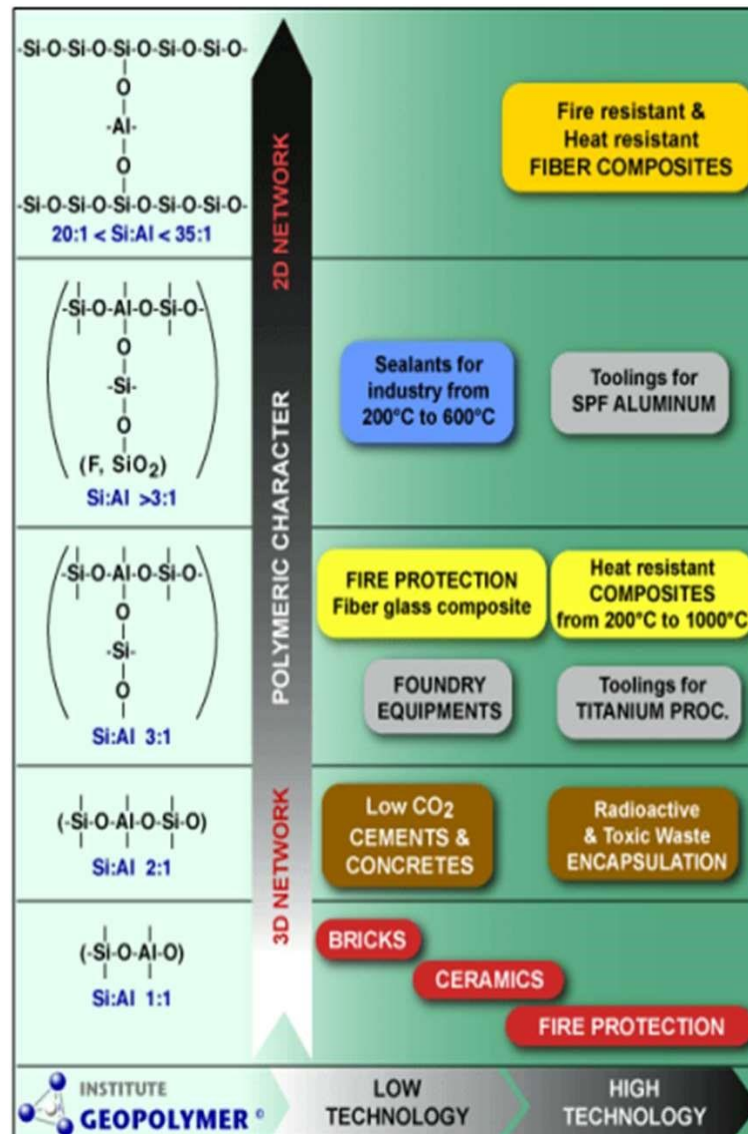 -Si-O-Si-O-Si-O-Si-O-Si-O-
O
-Al-
O
-Si-O-Si-O-Si-O-Si-O-Si-O-
20:1 < Si:Al < 35:1
Fire resistant &
Heat resistant
FIBER COMPOSITES
2D NETWORK
-Si-O-Al-O-Si-O-
O
-Si-
O
(F, SiO2)
Si:Al >3:1
Sealants for
industry from
200°C to 600°C
Toolings for
SPF ALUMINUM
POLYMERIC CHARACTER
-Si-O-Al-O-Si-O-
O
-Si-
O
Si:Al 3:1
FIRE PROTECTION
Fiber glass composite
Heat resistant
COMPOSITES
from 200°C to 1000°C
FOUNDRY
EQUIPMENTS
Toolings for
TITANIUM PROC.
(-Si-O-Al-O-Si-O)
Si:Al 2:1
Low CO2
CEMENTS &
CONCRETES
Radioactive
& Toxic Waste
ENCAPSULATION
3D NETWORK
(-Si-O-Al-O)
Si:Al 1:1
BRICKS
CERAMICS
FIRE PROTECTION
INSTITUTE
GEOPOLYMER ©
LOW
TECHNOLOGY
HIGH
TECHNOLOGY